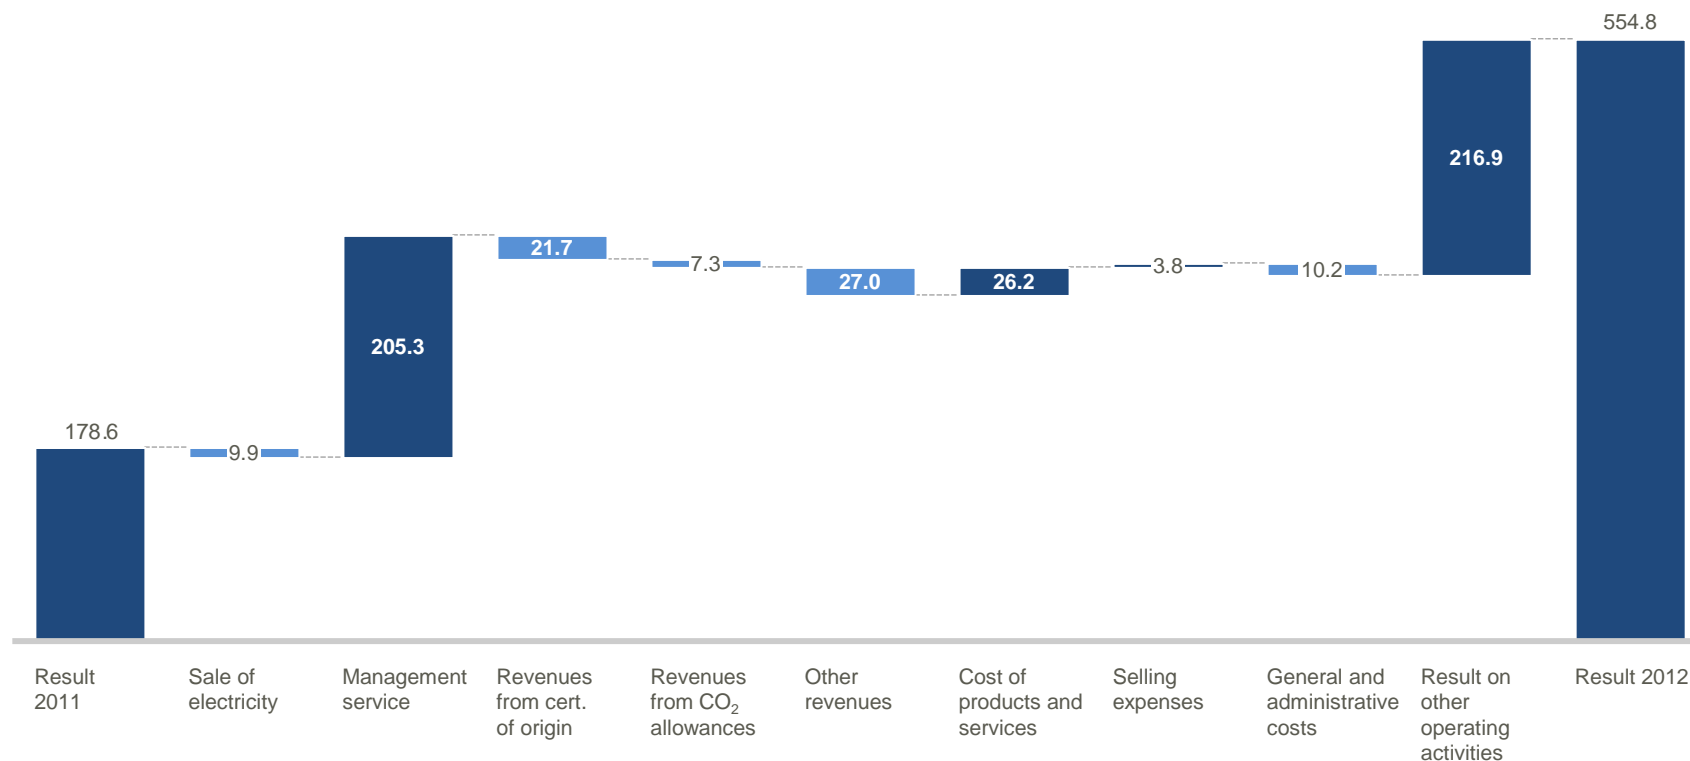 554.8
216.9
21.7
7.3
27.0
26.2
3.8
10.2
205.3
178.6
9.9
Result
2011
Sale of
electricity
Management
service
Revenues
from cert.
of origin
Revenues
from CO₂
allowances
Other
revenues
Cost of
products and
services
Selling
expenses
General and
administrative
costs
Result on
other
operating
activities
Result 2012